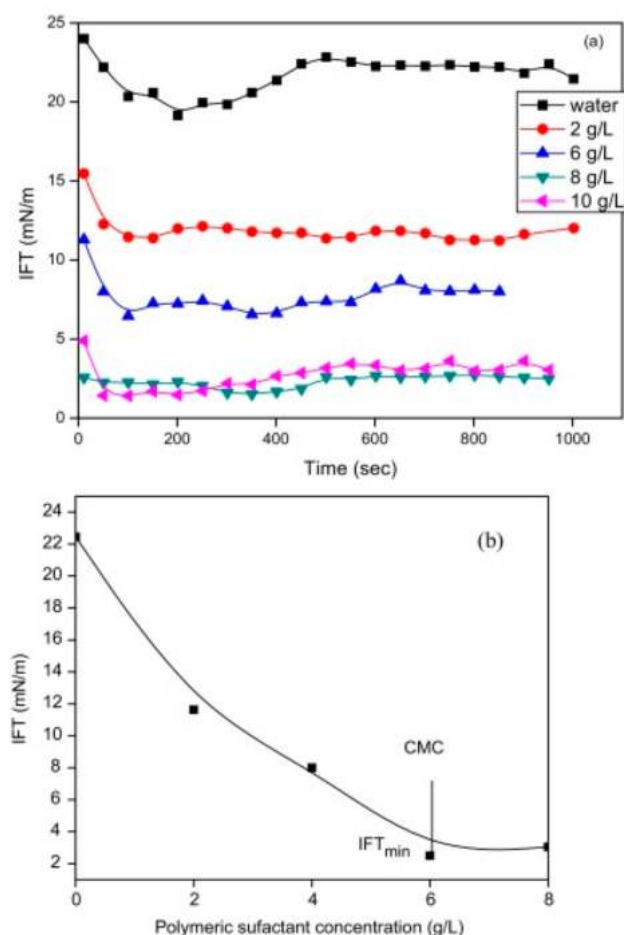 (a)
25
20
15
10
5
0
IFT (mN/m)
water
2 g/L
6 g/L
8 g/L
10 g/L
0 200 400 600 800 1000
Time (sec)
(b)
24
22
20
18
16
14
12
10
8
6
4
2
IFT (mN/m)
CMC
IFTmin
0 2 4 6 8
Polymeric sufactant concentration (g/L)